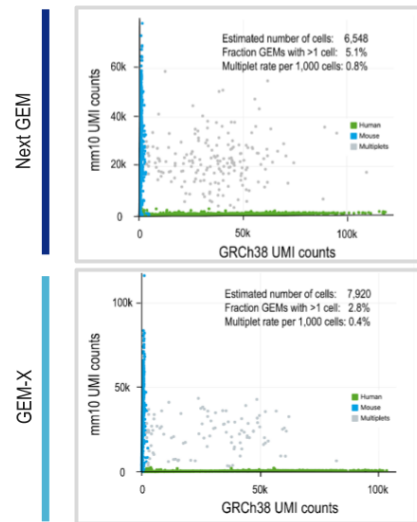 Next GEM
Estimated number of cells: 6,548
Fraction GEMs with >1 cell: 5.1%
Multiplet rate per 1,000 cells: 0.8%
mm10 UMI counts
60k
40k
20k
0
Human
Mouse
Multiplets
0 50k 100k
GRCh38 UMI counts
GEM-X
Estimated number of cells: 7,920
Fraction GEMs with >1 cell: 2.8%
Multiplet rate per 1,000 cells: 0.4%
mm10 UMI counts
100k
50k
0
Human
Mouse
Multiplets
0 50k 100k
GRCh38 UMI counts